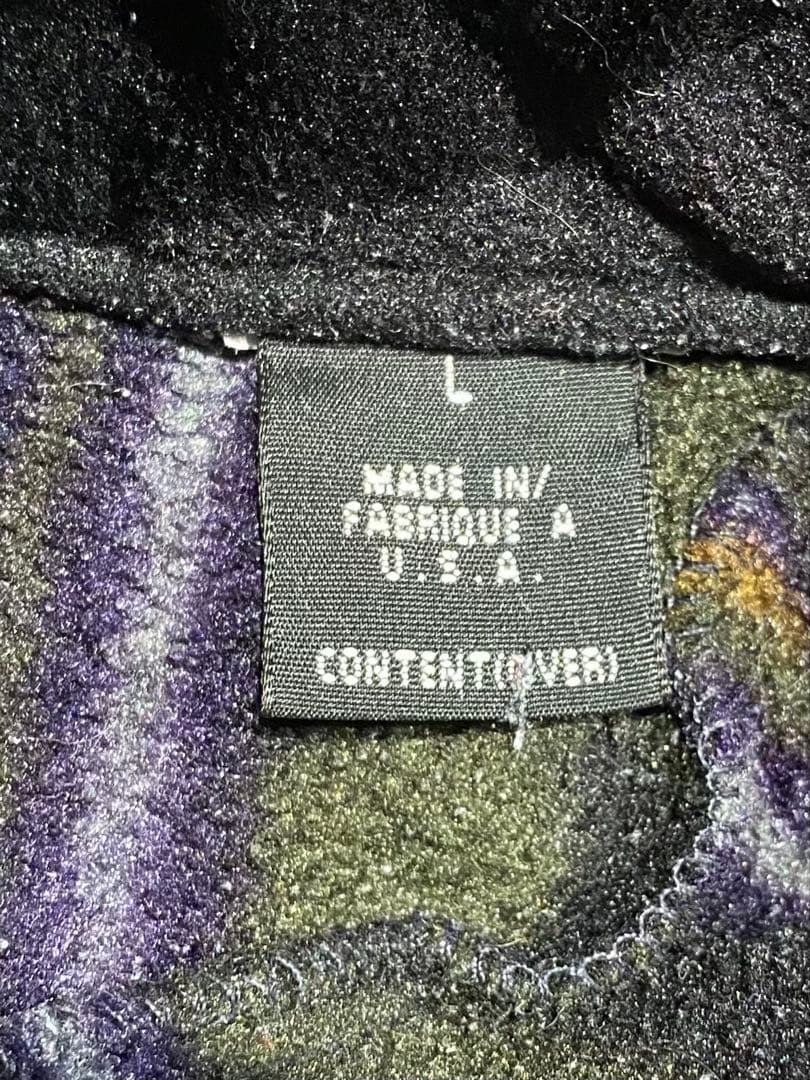 L
MADE IN/
FABRIQUE A
U.S.A.
CONTENT(OVER)